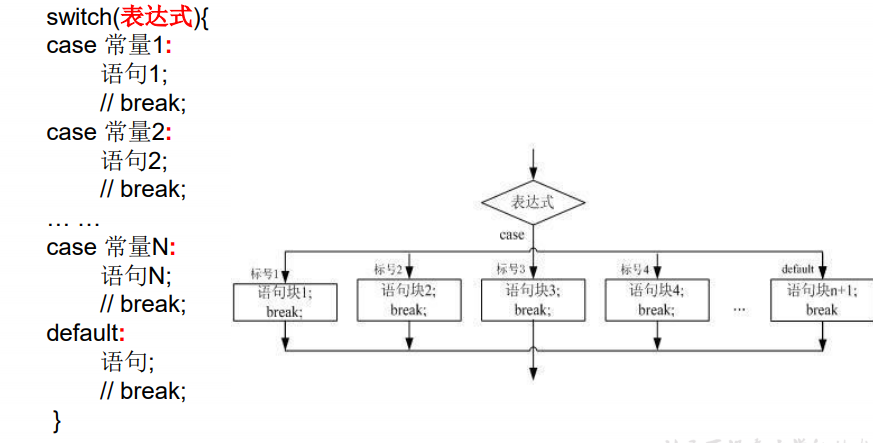 switch(表达式){
case 常量1:
语句1;
// break;
case 常量2:
语句2;
// break;
… …
case 常量N:
语句N;
// break;
default:
语句;
// break;
}
表达式
case
标号1
标号2
标号3
标号4
default
语句块1;
break;
语句块2;
break;
语句块3;
break;
语句块4;
break;
...
语句块n+1;
break